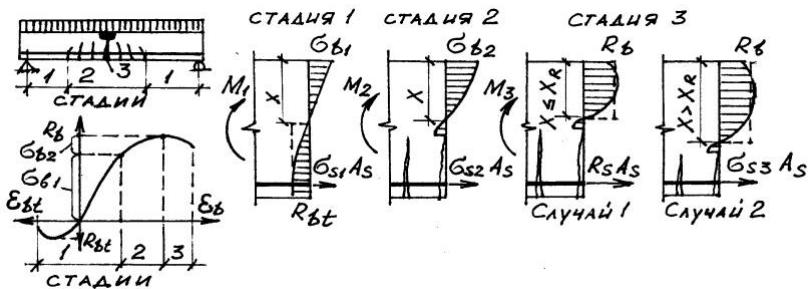 СТАДИЯ 1
СТАДИЯ 2
СТАДИЯ 3
1 2 3 1
СТАДИИ
Rb
σb2
σb1
εbt
εb
Rbt
1 2 3
СТАДИИ
σb1
M1
X
σs1 As
Rbt
σb2
M2
X
σs2 As
Rb
M3
X ≤ XR
Rs As
Случай 1
Rb
X > XR
σs3 As
Случай 2